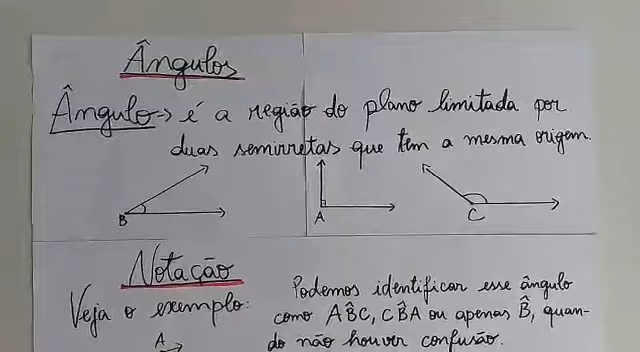 Ângulos
Ângulo → é a região do plano limitada por
duas semirretas que tem a mesma origem.
B A C
Notação
Veja o exemplo:
Podemos identificar esse ângulo
como AB̂C, CB̂A ou apenas B̂, quan-
do não houver confusão.
A